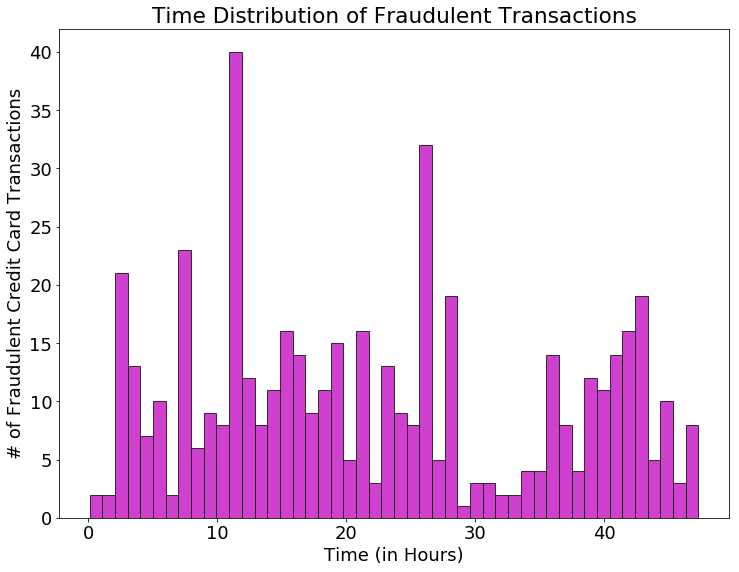 Time Distribution of Fraudulent Transactions
40
35
30
25
20
15
10
5
0
# of Fraudulent Credit Card Transactions
0 10 20 30 40
Time (in Hours)